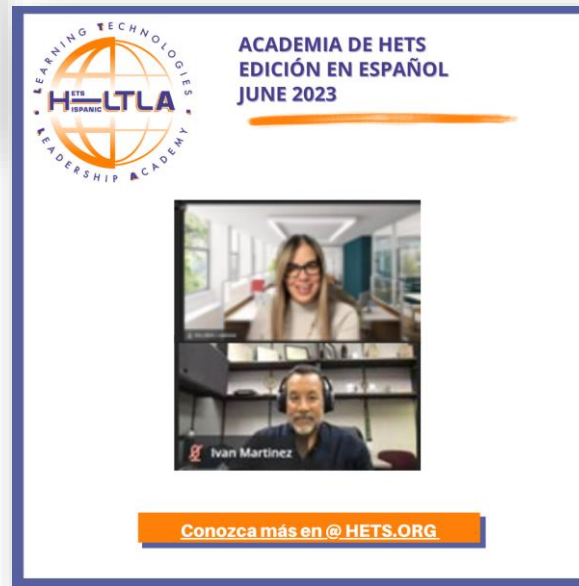 LEARNING TECHNOLOGIES
HETS HISPANIC LTLA
LEADERSHIP ACADEMY
ACADEMIA DE HETS
EDICIÓN EN ESPAÑOL
JUNE 2023
Ivan Martinez
Conozca más en @ HETS.ORG